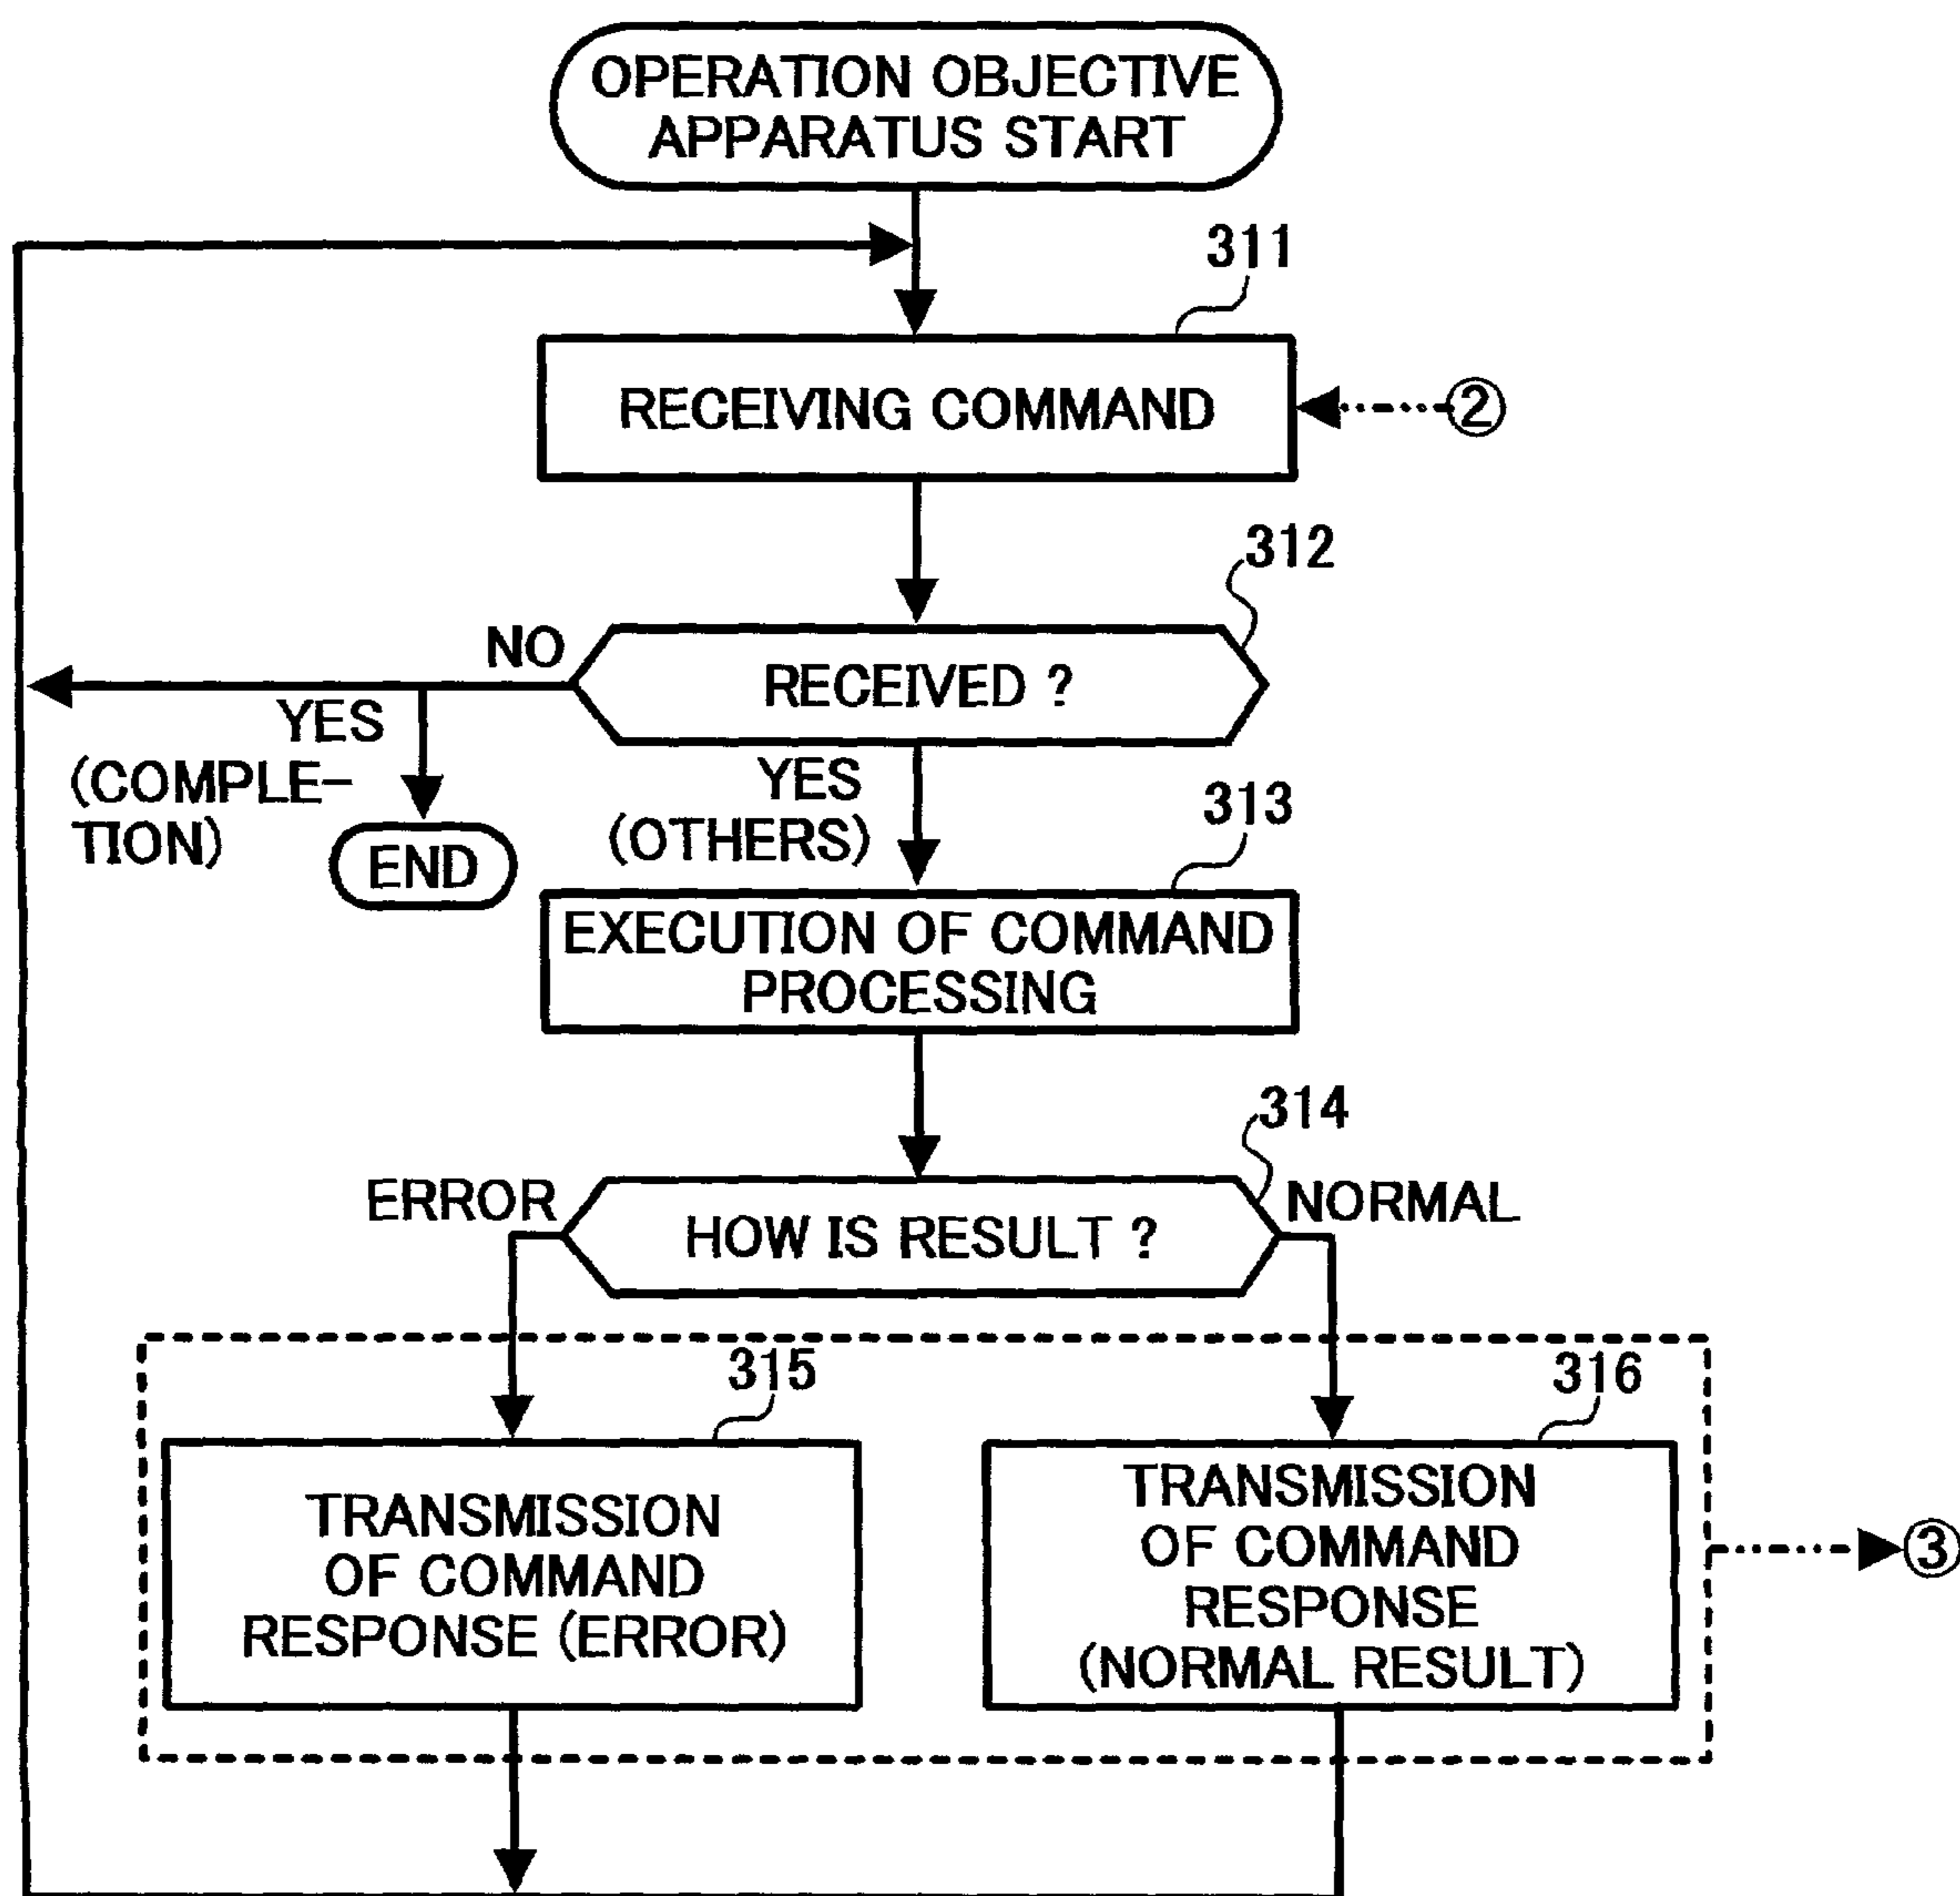 OPERATION OBJECTIVE
APPARATUS START
311
RECEIVING COMMAND
②
312
NO
RECEIVED ?
YES
(COMPLE-
TION)
END
YES
(OTHERS)
313
EXECUTION OF COMMAND
PROCESSING
314
ERROR
HOW IS RESULT ?
NORMAL
315
TRANSMISSION
OF COMMAND
RESPONSE (ERROR)
316
TRANSMISSION
OF COMMAND
RESPONSE
(NORMAL RESULT)
③